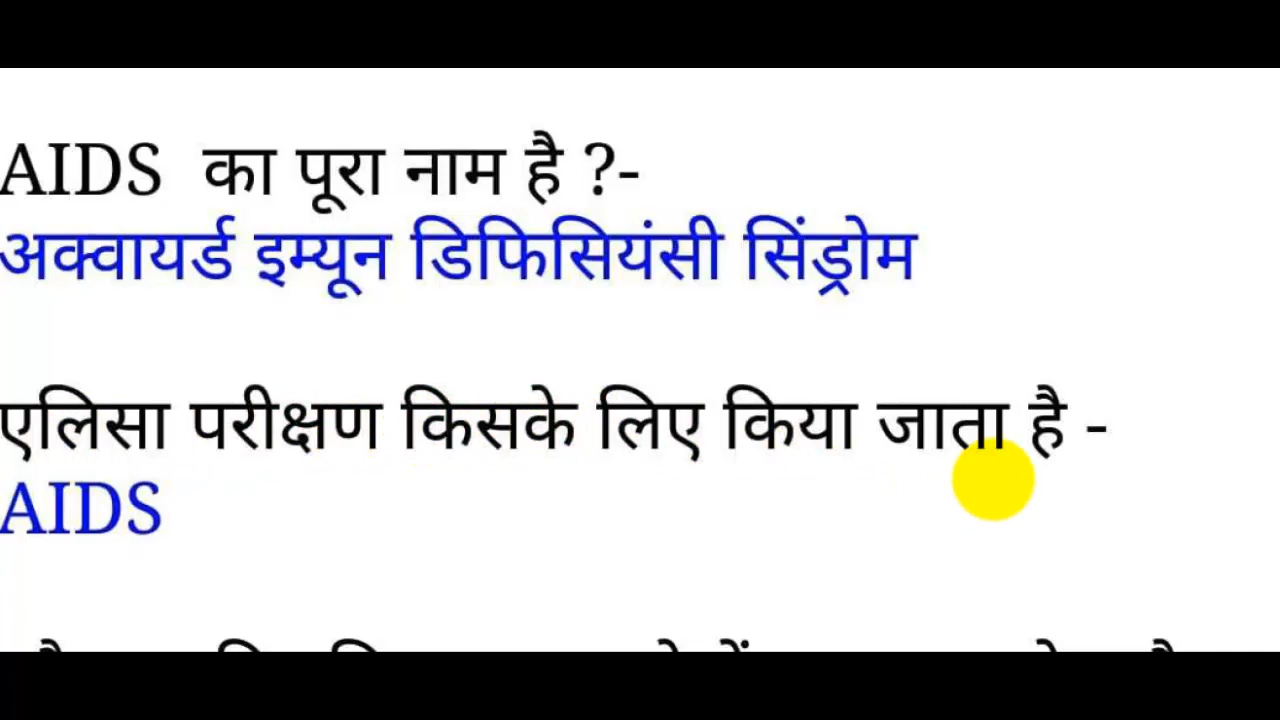 AIDS का पूरा नाम है ?-
अक्वायर्ड इम्यून डिफिसियंसी सिंड्रोम
एलिसा परीक्षण किसके लिए किया जाता है -
AIDS